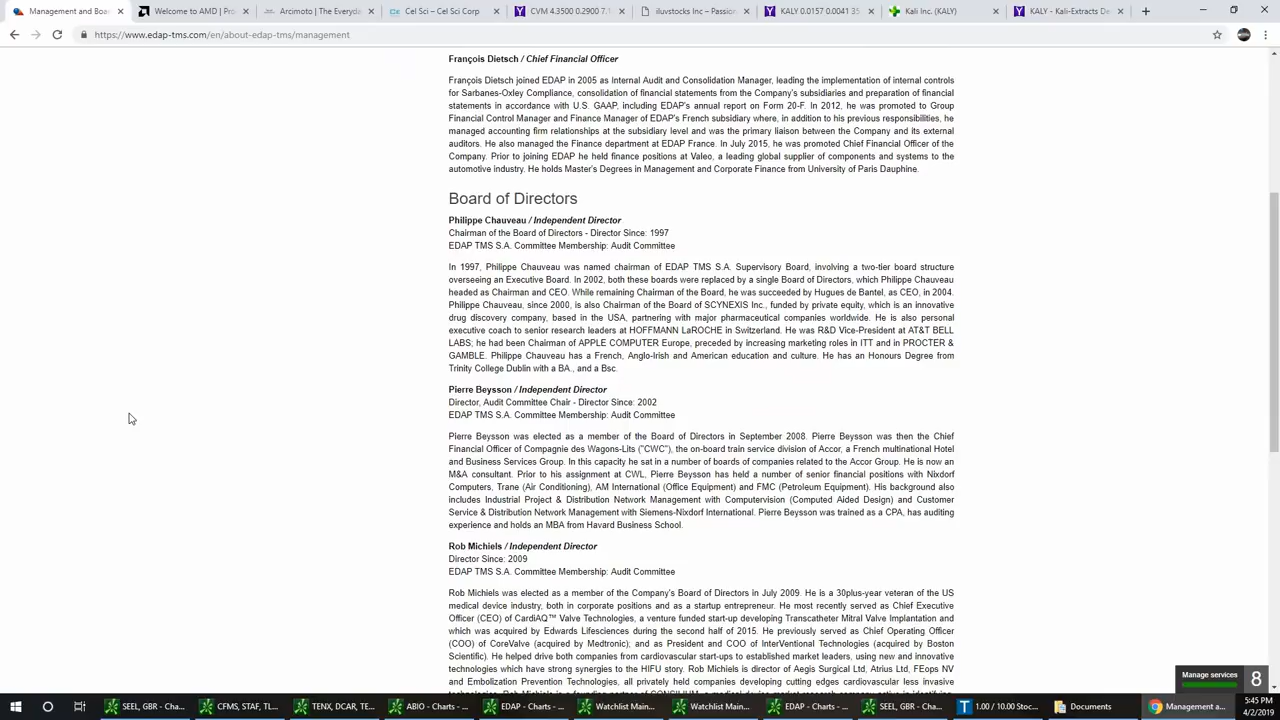 Management and Board
Welcome to AMD | Pro
Arcimoto | The Everyday
Cel Sci – Cel Sci Corp
CVM 4.3500 0.2900 7.1
iluvstocks | Lin – Passion
KALY 0.0157 0.0041 35
Kali Inc. (KALY)
KALY - Kali-Extracts De
https://www.edap-tms.com/en/about-edap-tms/management
François Dietsch / Chief Financial Officer
François Dietsch joined EDAP in 2005 as Internal Audit and Consolidation Manager, leading the implementation of internal controls
for Sarbanes-Oxley Compliance, consolidation of financial statements from the Company's subsidiaries and preparation of financial
statements in accordance with U.S. GAAP, including EDAP's annual report on Form 20-F. In 2012, he was promoted to Group
Financial Control Manager and Finance Manager of EDAP's French subsidiary where, in addition to his previous responsibilities, he
managed accounting firm relationships at the subsidiary level and was the primary liaison between the Company and its external
auditors. He also managed the Finance department at EDAP France. In July 2015, he was promoted Chief Financial Officer of the
Company. Prior to joining EDAP he held finance positions at Valeo, a leading global supplier of components and systems to the
automotive industry. He holds Master's Degrees in Management and Corporate Finance from University of Paris Dauphine.
Board of Directors
Philippe Chauveau / Independent Director
Chairman of the Board of Directors - Director Since: 1997
EDAP TMS S.A. Committee Membership: Audit Committee
In 1997, Philippe Chauveau was named chairman of EDAP TMS S.A. Supervisory Board, involving a two-tier board structure
overseeing an Executive Board. In 2002, both these boards were replaced by a single Board of Directors, which Philippe Chauveau
headed as Chairman and CEO. While remaining Chairman of the Board, he was succeeded by Hugues de Bantel, as CEO, in 2004.
Philippe Chauveau, since 2000, is also Chairman of the Board of SCYNEXIS Inc., funded by private equity, which is an innovative
drug discovery company, based in the USA, partnering with major pharmaceutical companies worldwide. He is also personal
executive coach to senior research leaders at HOFFMANN LaROCHE in Switzerland. He was R&D Vice-President at AT&T BELL
LABS; he had been Chairman of APPLE COMPUTER Europe, preceded by increasing marketing roles in ITT and in PROCTER &
GAMBLE. Philippe Chauveau has a French, Anglo-Irish and American education and culture. He has an Honours Degree from
Trinity College Dublin with a BA., and a Bsc.
Pierre Beysson / Independent Director
Director, Audit Committee Chair - Director Since: 2002
EDAP TMS S.A. Committee Membership: Audit Committee
Pierre Beysson was elected as a member of the Board of Directors in September 2008. Pierre Beysson was then the Chief
Financial Officer of Compagnie des Wagons-Lits ("CWC"), the on-board train service division of Accor, a French multinational Hotel
and Business Services Group. In this capacity he sat in a number of boards of companies related to the Accor Group. He is now an
M&A consultant. Prior to his assignment at CWL, Pierre Beysson has held a number of senior financial positions with Nixdorf
Computers, Trane (Air Conditioning), AM International (Office Equipment) and FMC (Petroleum Equipment). His background also
includes Industrial Project & Distribution Network Management with Computervision (Computed Aided Design) and Customer
Service & Distribution Network Management with Siemens-Nixdorf International. Pierre Beysson was trained as a CPA, has auditing
experience and holds an MBA from Havard Business School.
Rob Michiels / Independent Director
Director Since: 2009
EDAP TMS S.A. Committee Membership: Audit Committee
Rob Michiels was elected as a member of the Company's Board of Directors in July 2009. He is a 30plus-year veteran of the US
medical device industry, both in corporate positions and as a startup entrepreneur. He most recently served as Chief Executive
Officer (CEO) of CardiAQ™ Valve Technologies, a venture funded start-up developing Transcatheter Mitral Valve Implantation and
which was acquired by Edwards Lifesciences during the second half of 2015. He previously served as Chief Operating Officer
(COO) of CoreValve (acquired by Medtronic); and as President and COO of InterVentional Technologies (acquired by Boston
Scientific). He helped drive both companies from cardiovascular start-ups to established market leaders, using new and innovative
technologies which have strong synergies to the HIFU story. Rob Michiels is director of Aegis Surgical Ltd, Atrius Ltd, FEops NV
and Embolization Prevention Technologies, all privately held companies developing cutting edges cardiovascular less invasive
Manage services 8
SEEL, GBR - Cha...
CFMS, STAF, TL...
TENX, DCAR, TE...
ABIO - Charts - ...
EDAP - Charts - ...
Watchlist Main...
Watchlist Main...
EDAP - Charts - ...
SEEL, GBR - Cha...
1.00 / 10.00 Stoc...
Documents
Management a...
5:45 PM
4/2/2019